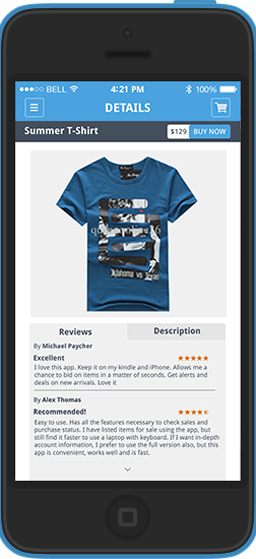 BELL 4:21 PM 100%
DETAILS
Summer T-Shirt $129 BUY NOW
Reviews Description
By Michael Paycher
Excellent
I love this app. Keep it on my kindle and iPhone. Allows me a
chance to bid on items in a matter of seconds. Get alerts and
deals on new arrivals. Love it
By Alex Thomas
Recommended!
Easy to use. Has all the features necessary to check sales and
purchase status. I have listed items for sale using the app, but
still find it faster to use a laptop with keyboard. If I want in-depth
account information, I prefer to use the full version also, but this
app is convenient, works well and is fast.